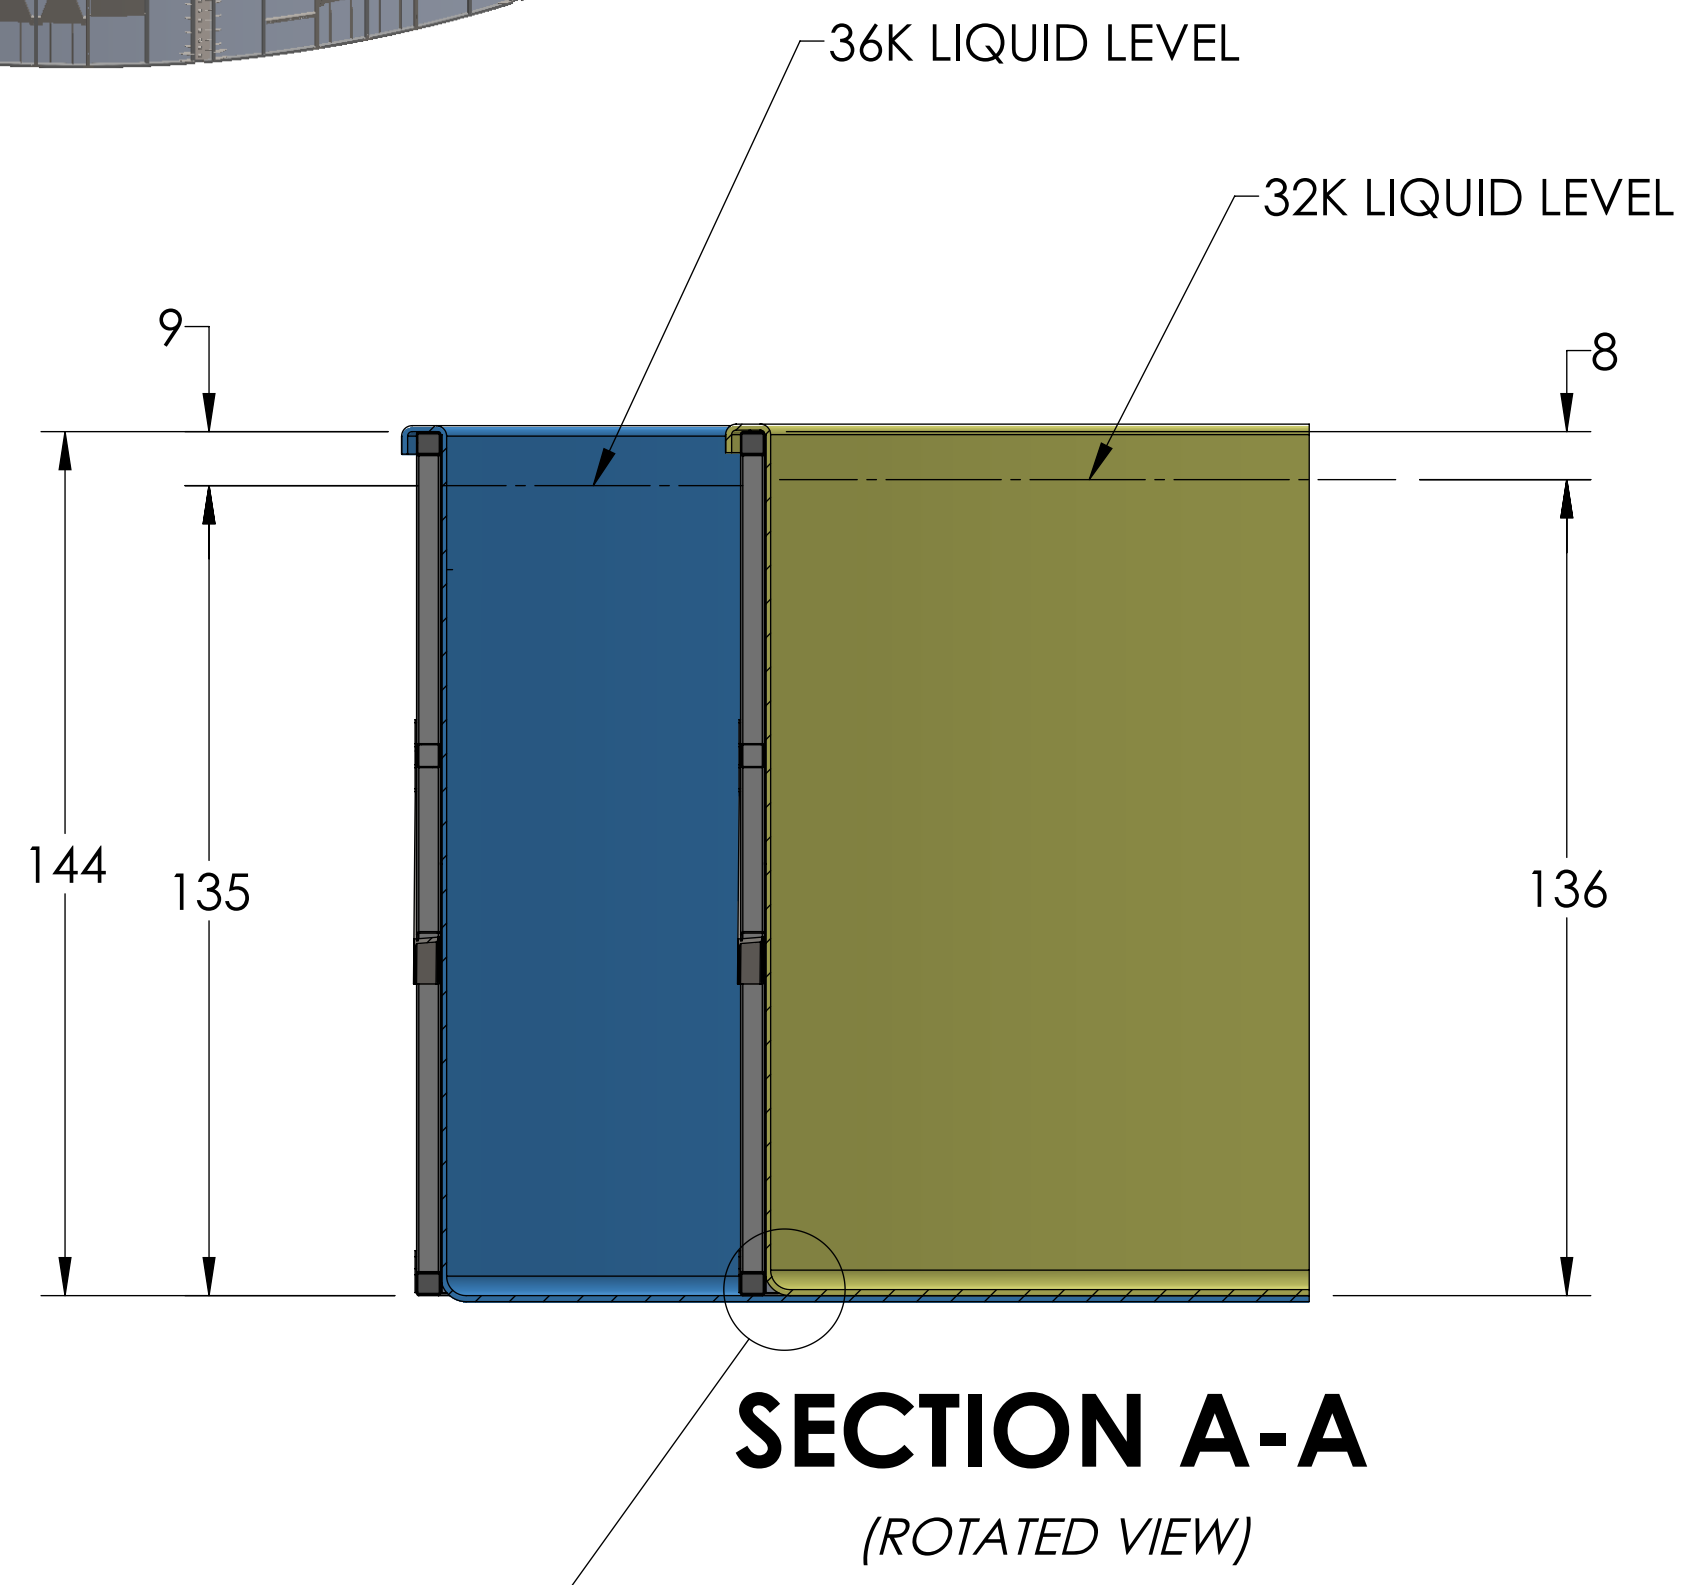 36K LIQUID LEVEL
32K LIQUID LEVEL
9
8
144
135
136
SECTION A-A
(ROTATED VIEW)